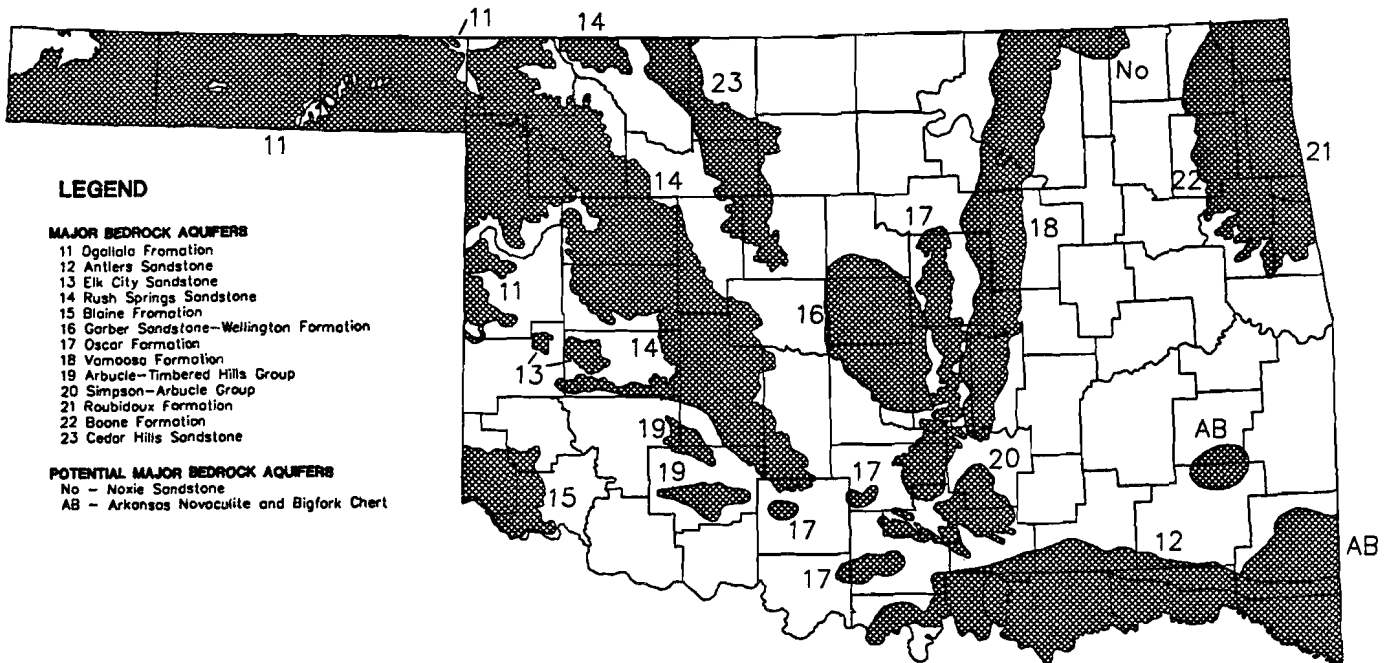 11
14
No
23
11
21
LEGEND
14
22
MAJOR BEDROCK AQUIFERS
17
18
11 Ogallala Fromation
12 Antlers Sandstone
13 Elk City Sandstone
14 Rush Springs Sandstone
15 Blaine Fromation
16 Garber Sandstone-Wellington Formation
17 Oscar Formation
18 Vamoosa Formation
19 Arbucle-Timbered Hills Group
20 Simpson-Arbucle Group
21 Roubidoux Formation
22 Boone Formation
23 Cedar Hills Sandstone
POTENTIAL MAJOR BEDROCK AQUIFERS
No - Noxie Sandstone
AB - Arkansas Novaculite and Bigfork Chert
11
16
14
13
19
AB
19
17
20
15
17
12
AB
17